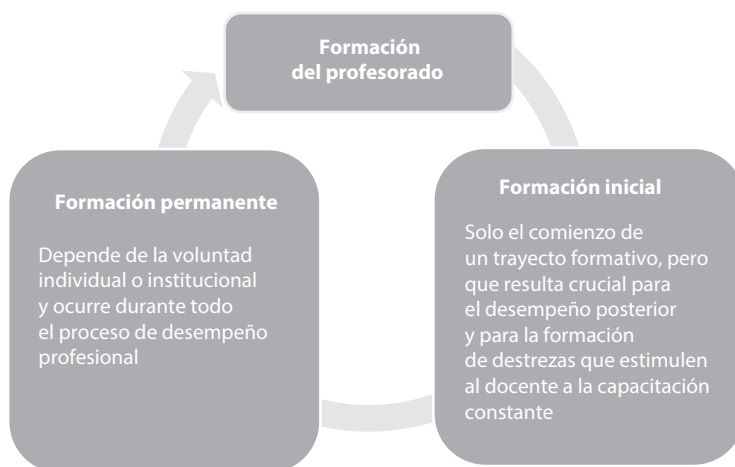 Formación
del profesorado
Formación permanente
Depende de la voluntad
individual o institucional
y ocurre durante todo
el proceso de desempeño
profesional
Formación inicial
Solo el comienzo de
un trayecto formativo, pero
que resulta crucial para
el desempeño posterior
y para la formación
de destrezas que estimulen
al docente a la capacitación
constante